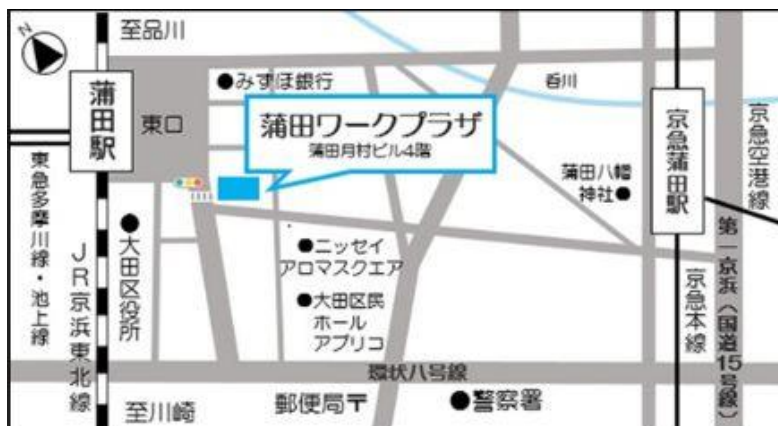 N
至品川
みずほ銀行
呑川
蒲田駅
東口
蒲田ワークプラザ
蒲田月村ビル4階
京急蒲田駅
京急空港線
蒲田八幡
神社
東急多摩川線・池上線
JR京浜東北線
大田区役所
ニッセイ
アロマスクエア
大田区民
ホール
アプリコ
京急本線
第一京浜(国道15号線)
環状八号線
至川崎
郵便局〒
警察署